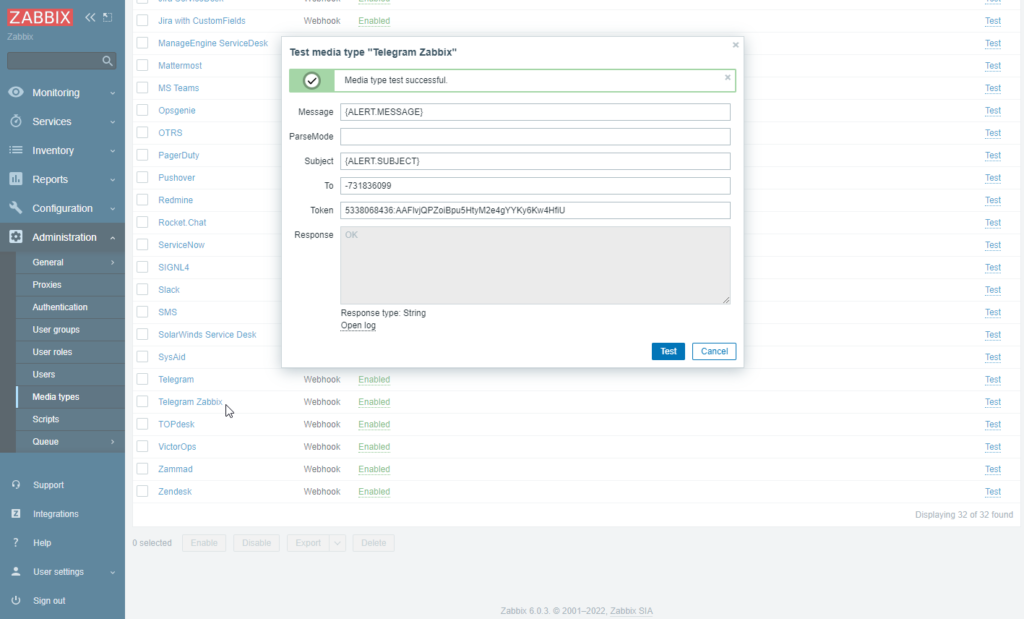 ZABBIX
Zabbix
Monitoring
Services
Inventory
Reports
Configuration
Administration
General
Proxies
Authentication
User groups
User roles
Users
Media types
Scripts
Queue
Support
Integrations
Help
User settings
Sign out
Jira with CustomFields Webhook Enabled Test
ManageEngine ServiceDesk Test
Mattermost Test
MS Teams Test
Opsgenie Test
OTRS Test
PagerDuty Test
Pushover Test
Redmine Test
Rocket Chat Test
ServiceNow Test
SIGNL4 Test
Slack Test
SMS Test
SolarWinds Service Desk Test
SysAid Test
Telegram Webhook Enabled Test
Telegram Zabbix Webhook Enabled Test
TOPdesk Webhook Enabled Test
VictorOps Webhook Enabled Test
Zammad Webhook Enabled Test
Zendesk Webhook Enabled Test
Displaying 32 of 32 found
0 selected Enable Disable Export Delete
Zabbix 6.0.3. © 2001–2022, Zabbix SIA
Test media type "Telegram Zabbix"
Media type test successful.
Message {ALERT.MESSAGE}
ParseMode
Subject {ALERT.SUBJECT}
To -731836099
Token
Response OK
Response type: String
Open log
Test Cancel